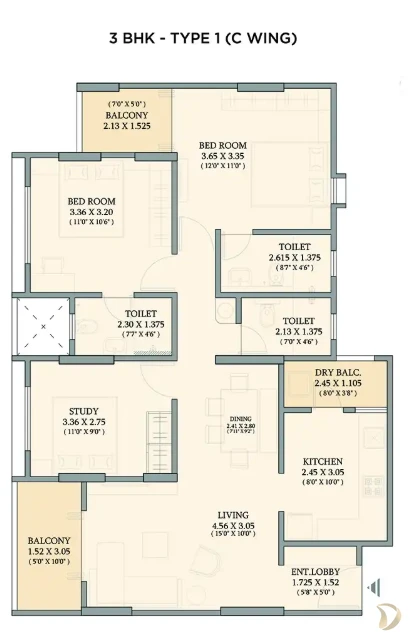 3 BHK - TYPE 1 (C WING)
(7'0" X 5'0")
BALCONY
2.13 X 1.525
BED ROOM
3.65 X 3.35
(12'0" X 11'0")
BED ROOM
3.36 X 3.20
(11'0" X 10'6")
TOILET
2.615 X 1.375
(8'7" X 4'6")
TOILET
2.30 X 1.375
(7'7" X 4'6")
TOILET
2.13 X 1.375
(7'0" X 4'6")
DRY BALC.
2.45 X 1.105
(8'0" X 3'8")
STUDY
3.36 X 2.75
(11'0" X 9'0")
DINING
2.41 X 2.80
(7'11" X 9'2")
KITCHEN
2.45 X 3.05
(8'0" X 10'0")
LIVING
4.56 X 3.05
(15'0" X 10'0")
BALCONY
1.52 X 3.05
(5'0" X 10'0")
ENT.LOBBY
1.725 X 1.52
(5'8" X 5'0")